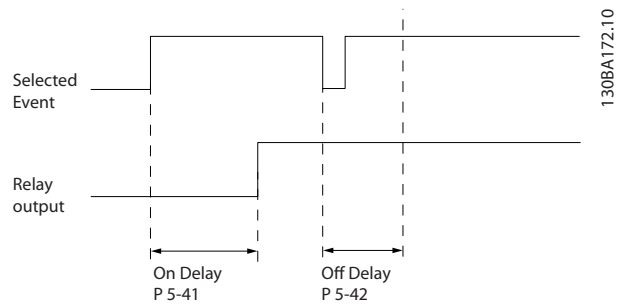 130BA172.10
Selected
Event
Relay
output
On Delay
P 5-41
Off Delay
P 5-42